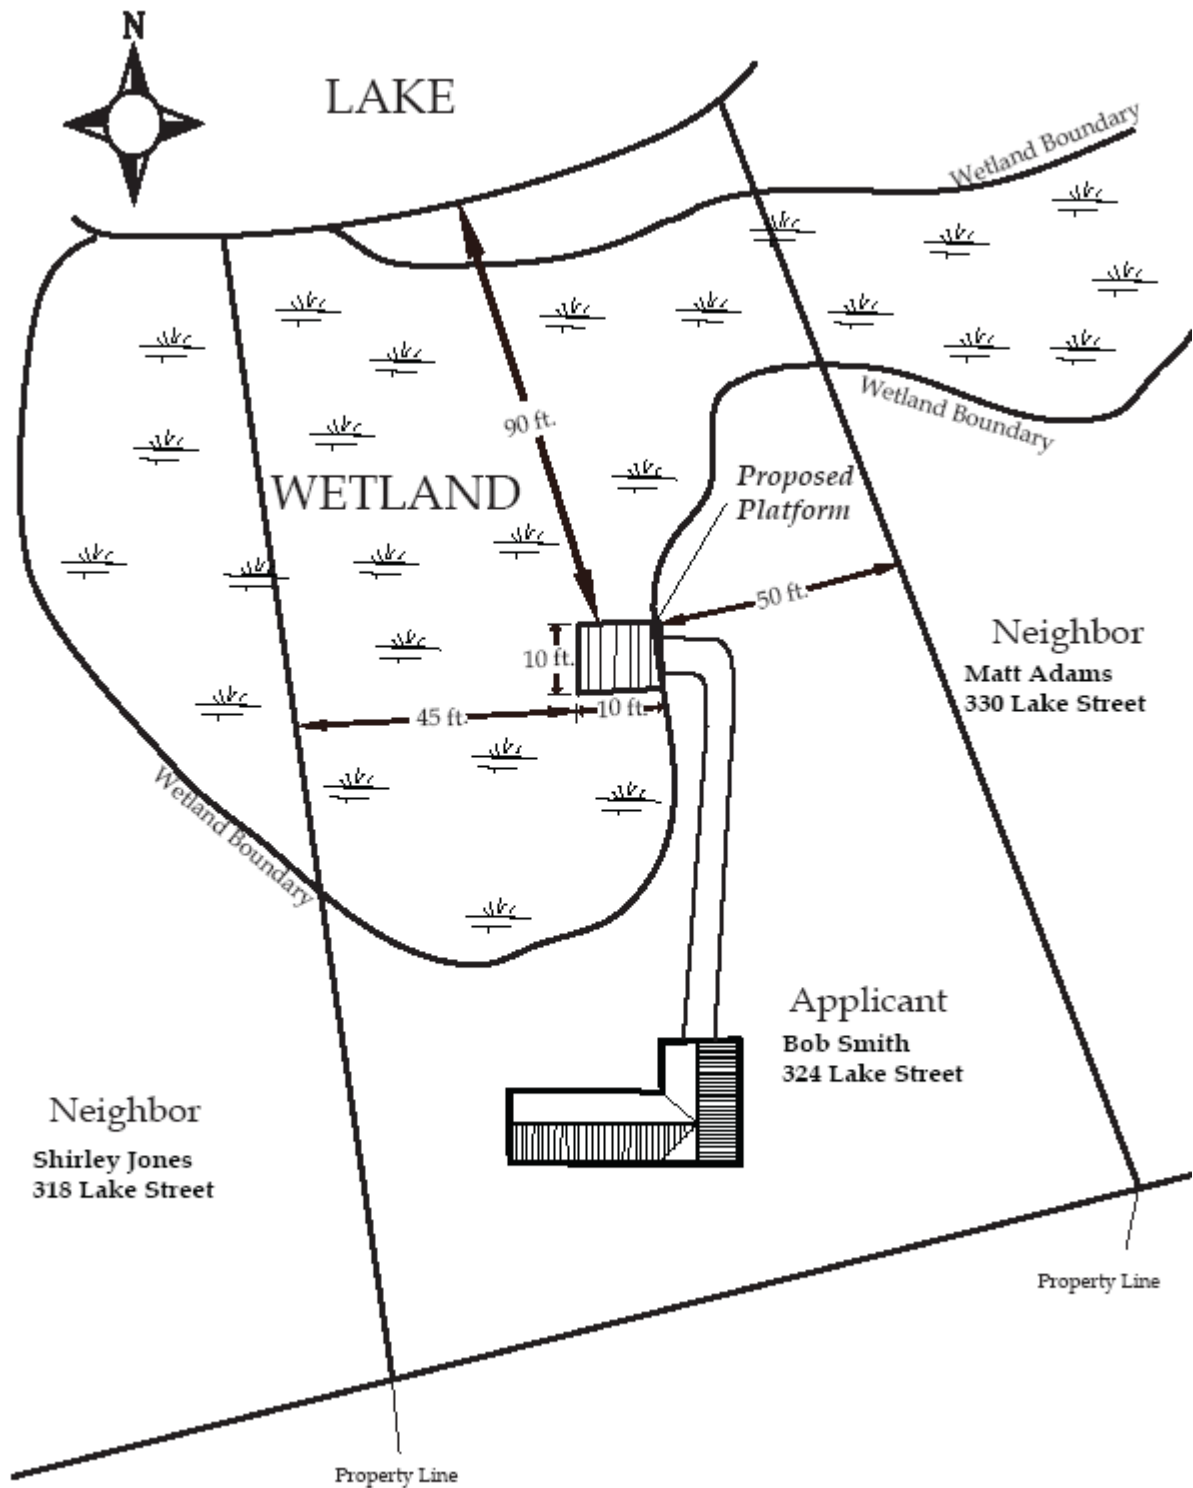 N
LAKE
Wetland Boundary
90 ft.
Wetland Boundary
WETLAND
Proposed
Platform
50 ft.
10 ft.
Neighbor
Matt Adams
330 Lake Street
45 ft.
10 ft.
Wetland Boundary
Applicant
Bob Smith
324 Lake Street
Neighbor
Shirley Jones
318 Lake Street
Property Line
Property Line